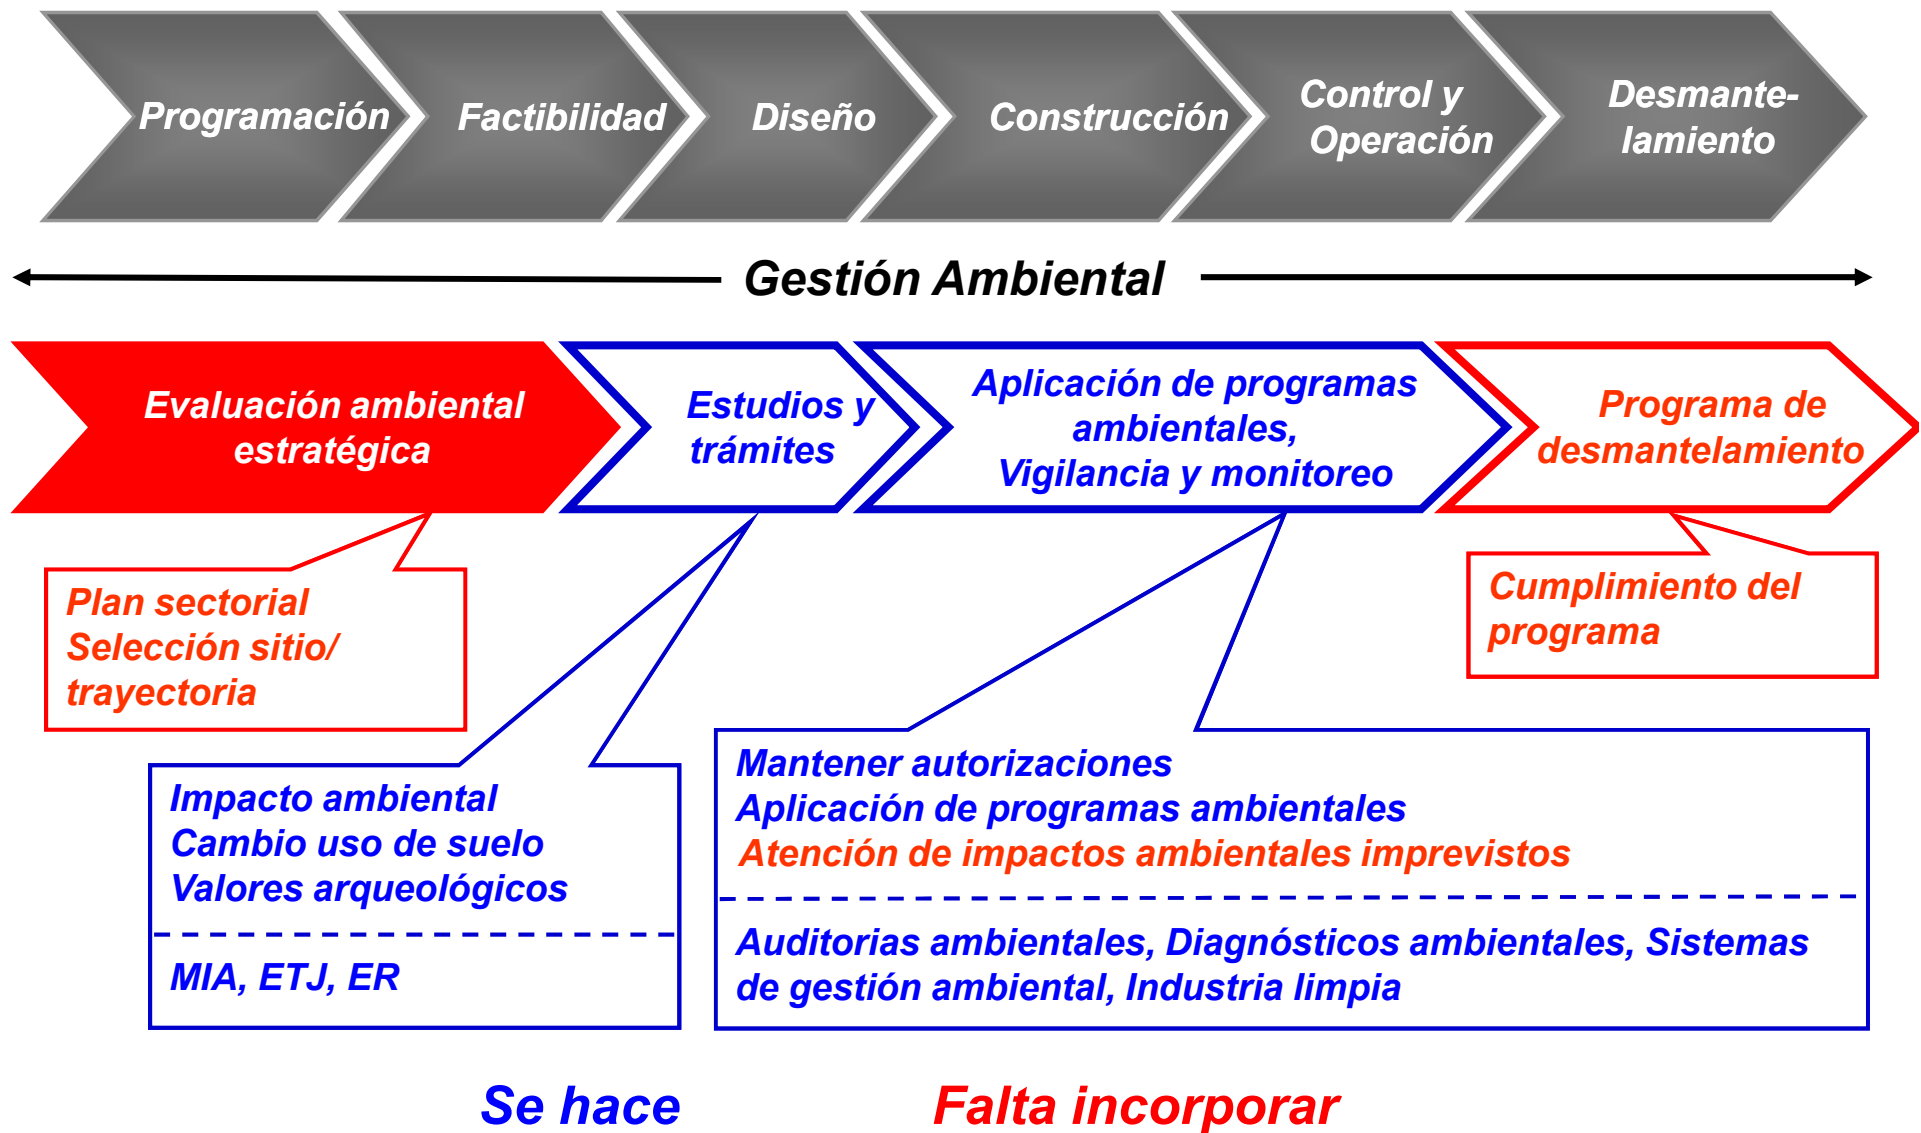 Programación
Factibilidad
Diseño
Construcción
Control y
Operación
Desmante-
lamiento
Gestión Ambiental
Evaluación ambiental
estratégica
Estudios y
trámites
Aplicación de programas
ambientales,
Vigilancia y monitoreo
Programa de
desmantelamiento
Plan sectorial
Selección sitio/
trayectoria
Impacto ambiental
Cambio uso de suelo
Valores arqueológicos
MIA, ETJ, ER
Mantener autorizaciones
Aplicación de programas ambientales
Atención de impactos ambientales imprevistos
Auditorias ambientales, Diagnósticos ambientales, Sistemas
de gestión ambiental, Industria limpia
Cumplimiento del
programa
Se hace
Falta incorporar